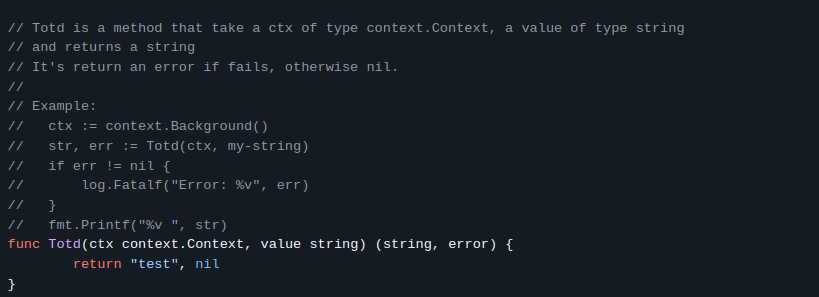 // Totd is a method that take a ctx of type context.Context, a value of type string
// and returns a string
// It's return an error if fails, otherwise nil.
//
// Example:
//   ctx := context.Background()
//   str, err := Totd(ctx, my-string)
//   if err != nil {
//       log.Fatalf("Error: %v", err)
//   }
//   fmt.Printf("%v ", str)
func Totd(ctx context.Context, value string) (string, error) {
        return "test", nil
}